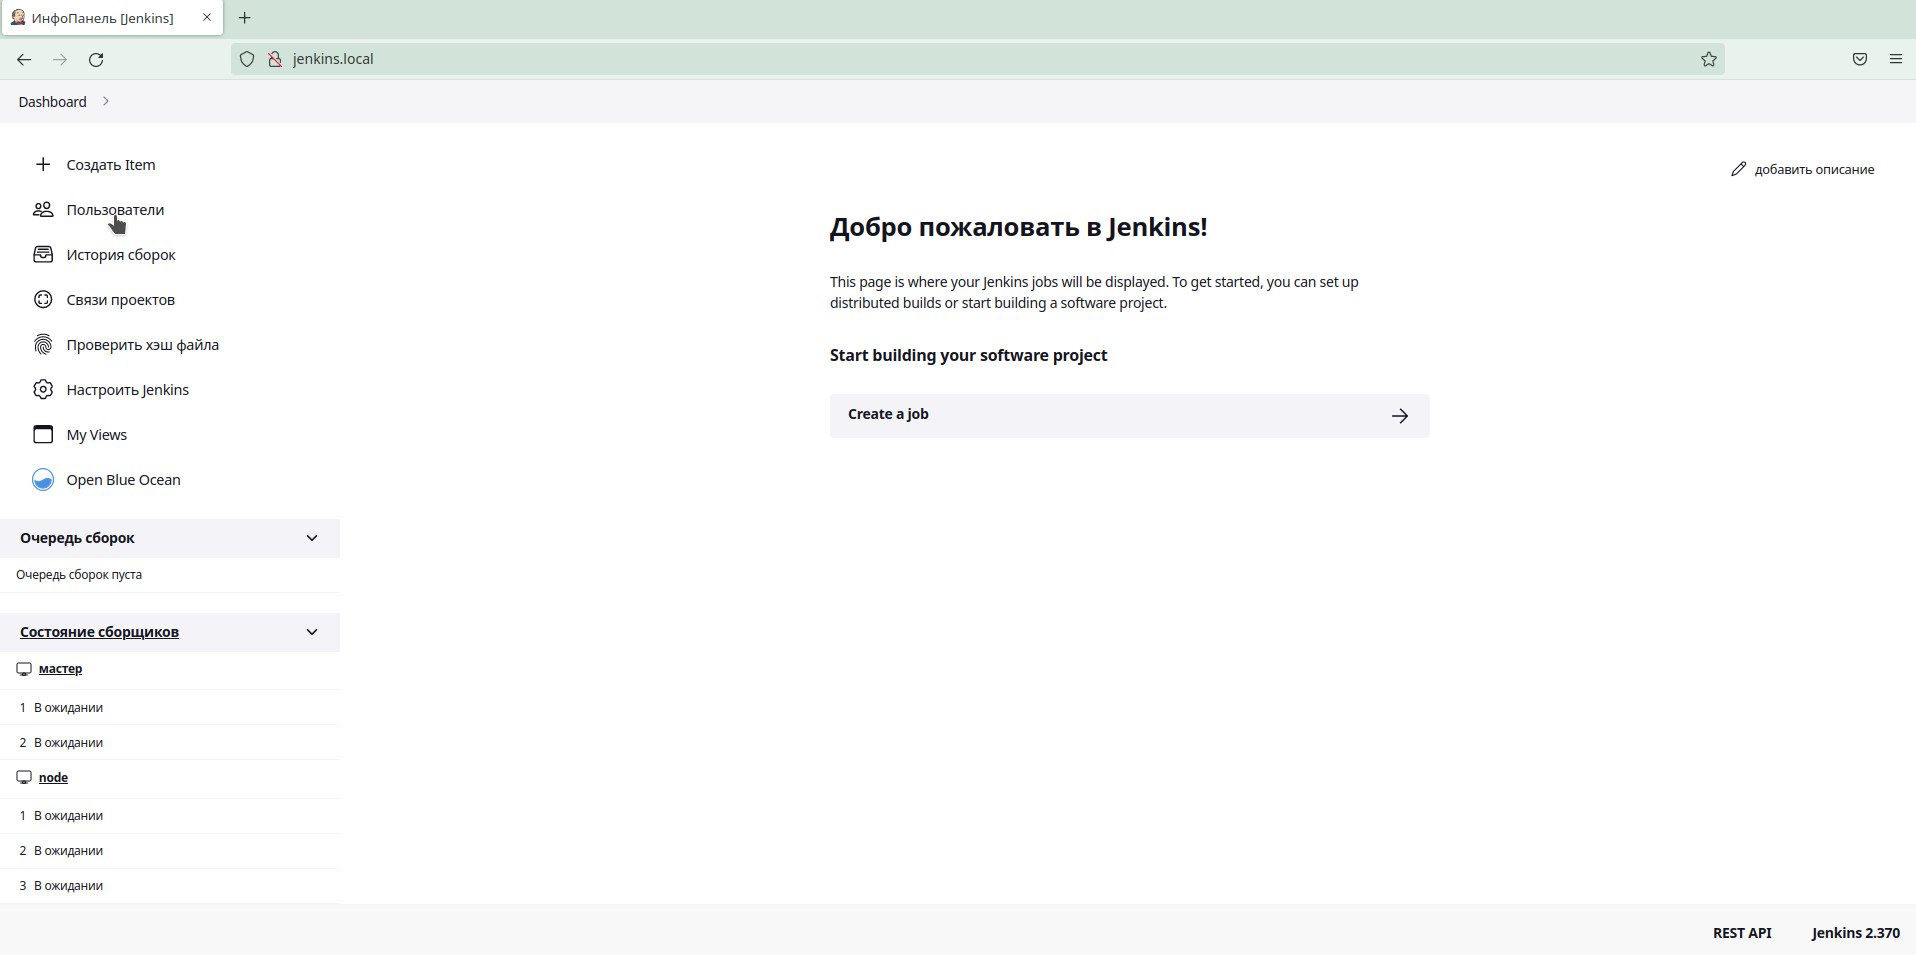 ИнфоПанель [Jenkins]
jenkins.local
Dashboard
Создать Item
Пользователи
История сборок
Связи проектов
Проверить хэш файла
Настроить Jenkins
My Views
Open Blue Ocean
Очередь сборок
Очередь сборок пуста
Состояние сборщиков
мастер
1 В ожидании
2 В ожидании
node
1 В ожидании
2 В ожидании
3 В ожидании
добавить описание
Добро пожаловать в Jenkins!
This page is where your Jenkins jobs will be displayed. To get started, you can set up
distributed builds or start building a software project.
Start building your software project
Create a job
REST API
Jenkins 2.370